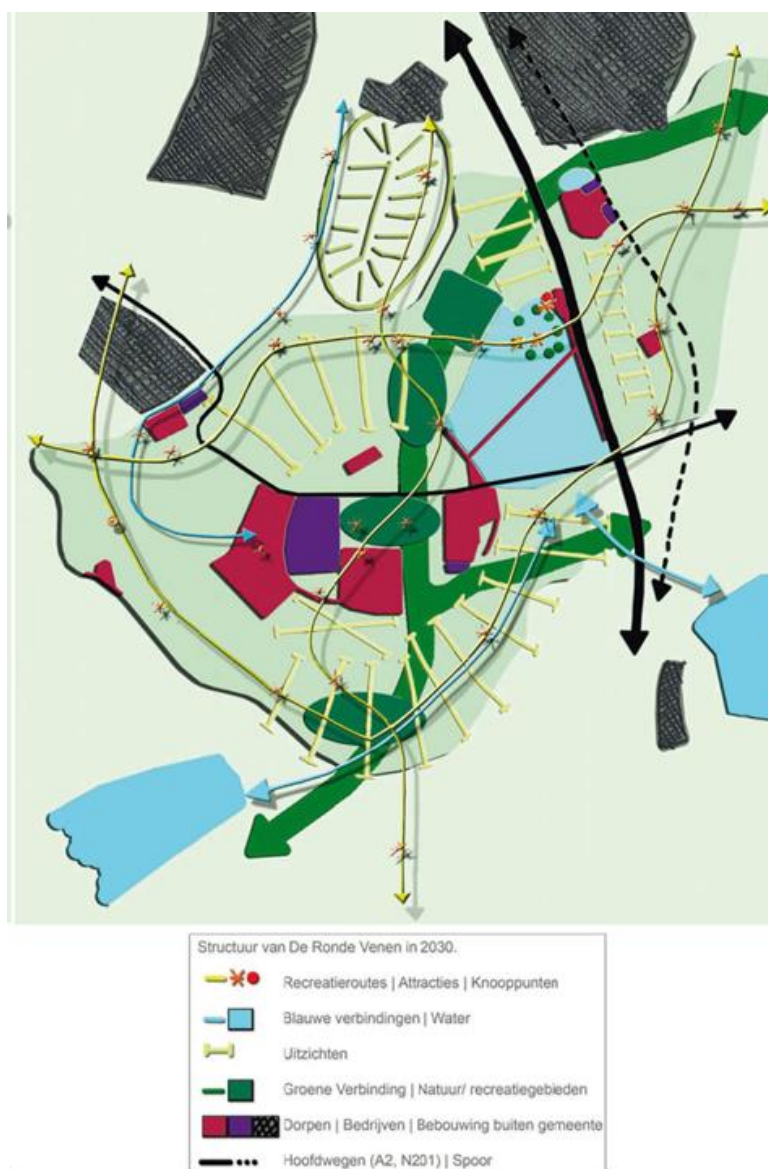 Structuur van De Ronde Venen in 2030.
Recreatieroutes | Attracties | Knooppunten
Blauwe verbindingen | Water
Uitzichten
Groene Verbinding | Natuur/ recreatiegebieden
Dorpen | Bedrijven | Bebouwing buiten gemeente
Hoofdwegen (A2, N201) | Spoor